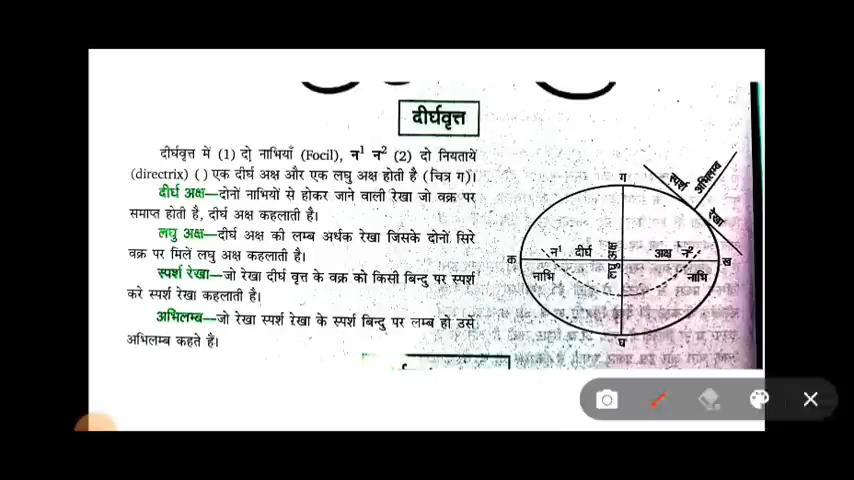 दीर्घवृत्त
दीर्घवृत्त में (1) दो नाभियाँ (Focil), न¹ न² (2) दो नियतायें
(directrix) ( ) एक दीर्घ अक्ष और एक लघु अक्ष होती है (चित्र ग)।
दीर्घ अक्ष—दोनों नाभियों से होकर जाने वाली रेखा जो वक्र पर
समाप्त होती है, दीर्घ अक्ष कहलाती है।
लघु अक्ष— दीर्घ अक्ष की लम्ब अर्थक रेखा जिसके दोनों सिरे
वक्र पर मिलें लघु अक्ष कहलाती है।
स्पर्श रेखा—जो रेखा दीर्घ वृत्त के वक्र को किसी बिन्दु पर स्पर्श
करे स्पर्श रेखा कहलाती है।
अभिलम्ब—जो रेखा स्पर्श रेखा के स्पर्श बिन्दु पर लम्ब हो उसे
अभिलम्ब कहते हैं।
ग
स्पर्श
अभिलम्ब
रेखा
क
न¹ दीर्घ
लघु अक्ष
अक्ष न²
ख
नाभि
नाभि
घ